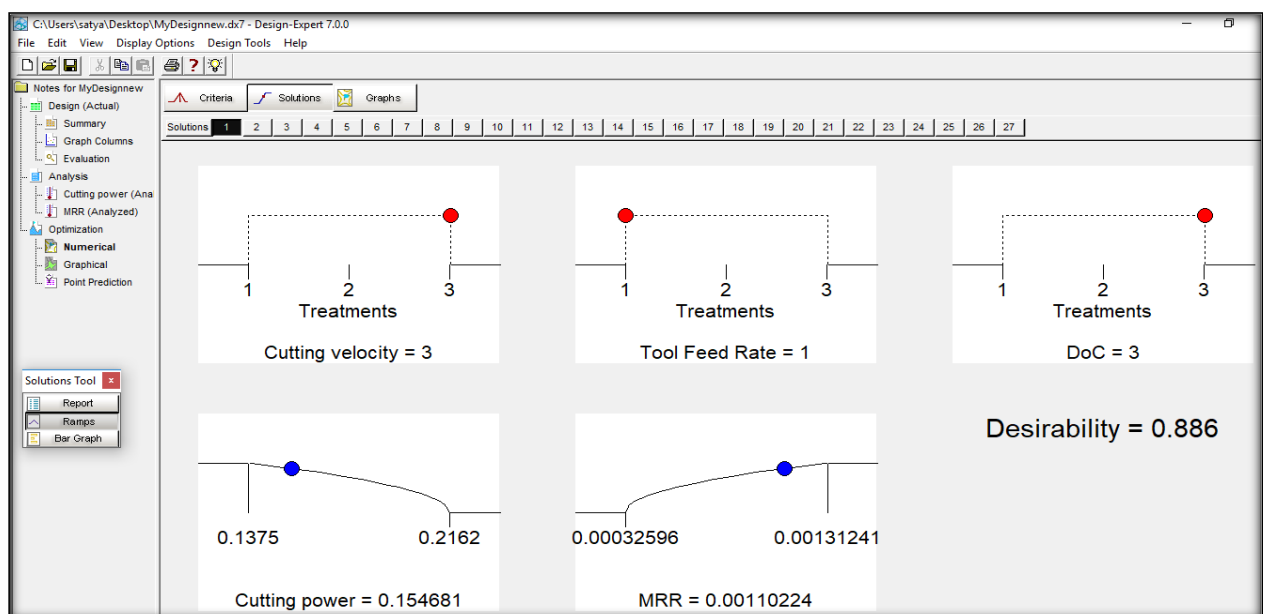 C:\Users\satya\Desktop\MyDesignnew.dx7 - Design-Expert 7.0.0
File Edit View Display Options Design Tools Help
Notes for MyDesignnew
Design (Actual)
Summary
Graph Columns
Evaluation
Analysis
Cutting power (Ana
MRR (Analyzed)
Optimization
Numerical
Graphical
Point Prediction
Solutions Tool
Report
Ramps
Bar Graph
Criteria Solutions Graphs
Solutions 1 2 3 4 5 6 7 8 9 10 11 12 13 14 15 16 17 18 19 20 21 22 23 24 25 26 27
1 2 3
Treatments
Cutting velocity = 3
1 2 3
Treatments
Tool Feed Rate = 1
1 2 3
Treatments
DoC = 3
0.1375 0.2162
Cutting power = 0.154681
0.00032596 0.00131241
MRR = 0.00110224
Desirability = 0.886